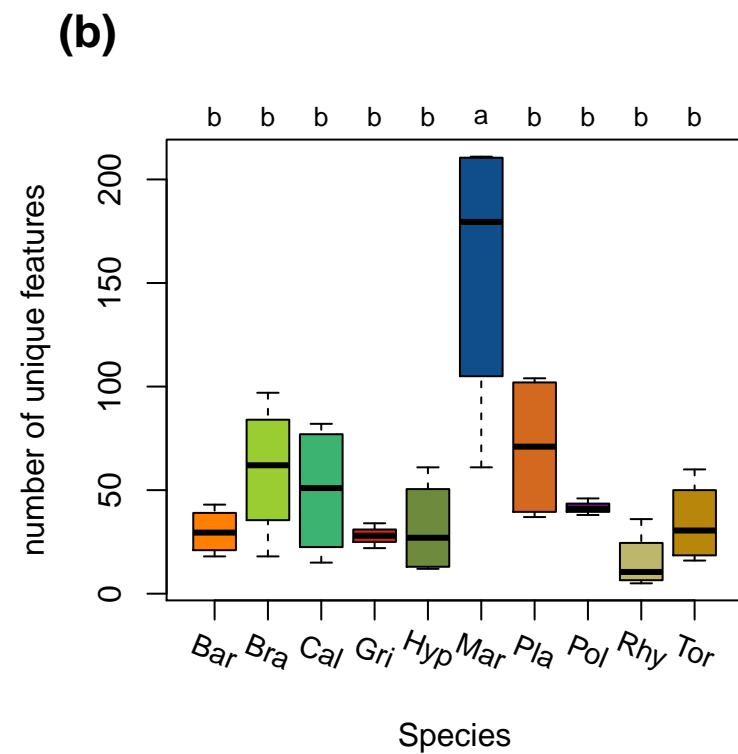 (b)
b b b b b a b b b b
number of unique features
200
150
100
50
0
Bar Bra Cal Gri Hyp Mar Pla Pol Rhy Tor
Species